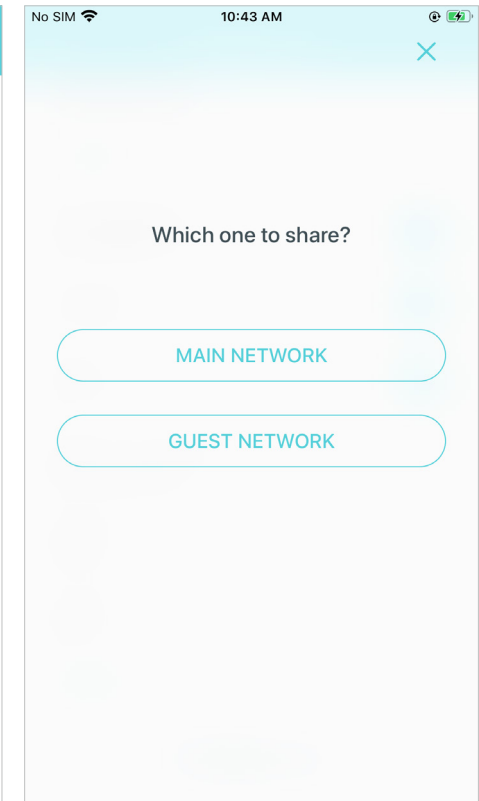 No SIM 10:43 AM
Which one to share?
MAIN NETWORK
GUEST NETWORK